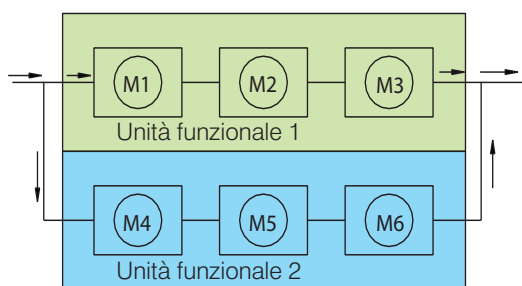 M1 M2 M3
Unità funzionale 1
M4 M5 M6
Unità funzionale 2